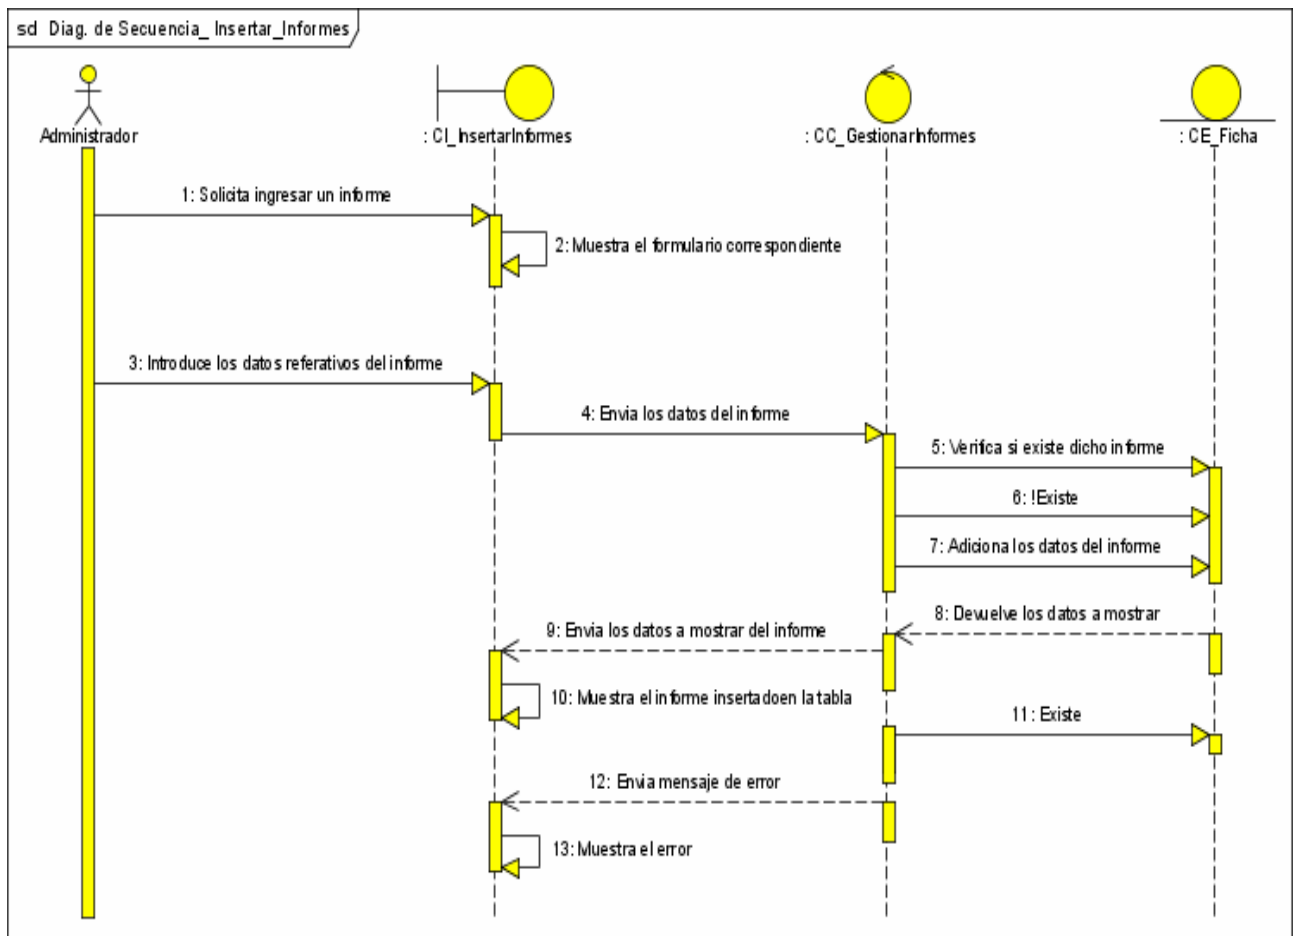 sd Diag. de Secuencia_ Insertar_Informes
Administrador
: CI_InsertarInformes
: CC_GestionarInformes
: CE_Ficha
1: Solicita ingresar un informe
2: Muestra el formulario correspondiente
3: Introduce los datos referativos del informe
4: Envia los datos del informe
5: Verifica si existe dicho informe
6: !Existe
7: Adiciona los datos del informe
8: Devuelve los datos a mostrar
9: Envia los datos a mostrar del informe
10: Muestra el informe insertadoen la tabla
11: Existe
12: Envia mensaje de error
13: Muestra el error